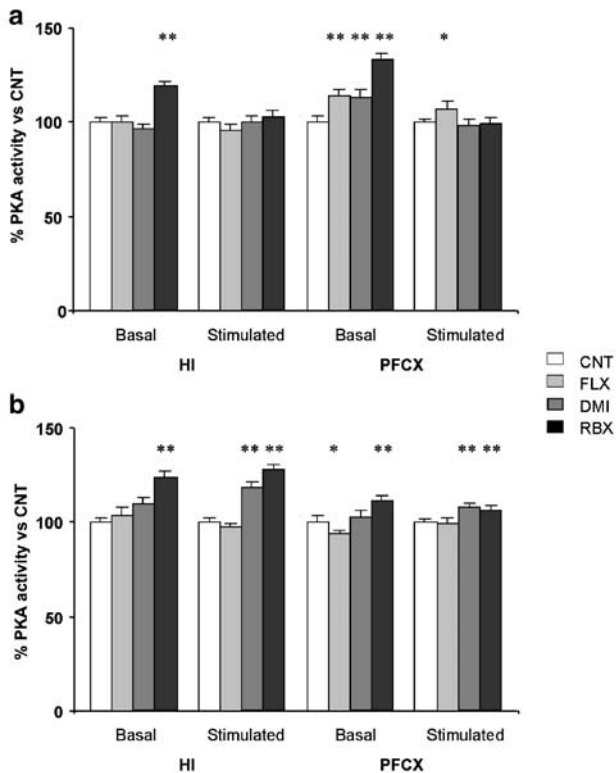 a
% PKA activity vs CNT
150
100
50
0
** ** ** ** *
Basal Stimulated Basal Stimulated
HI PFCX
CNT
FLX
DMI
RBX
b
% PKA activity vs CNT
150
100
50
0
** ** ** * ** ** **
Basal Stimulated Basal Stimulated
HI PFCX